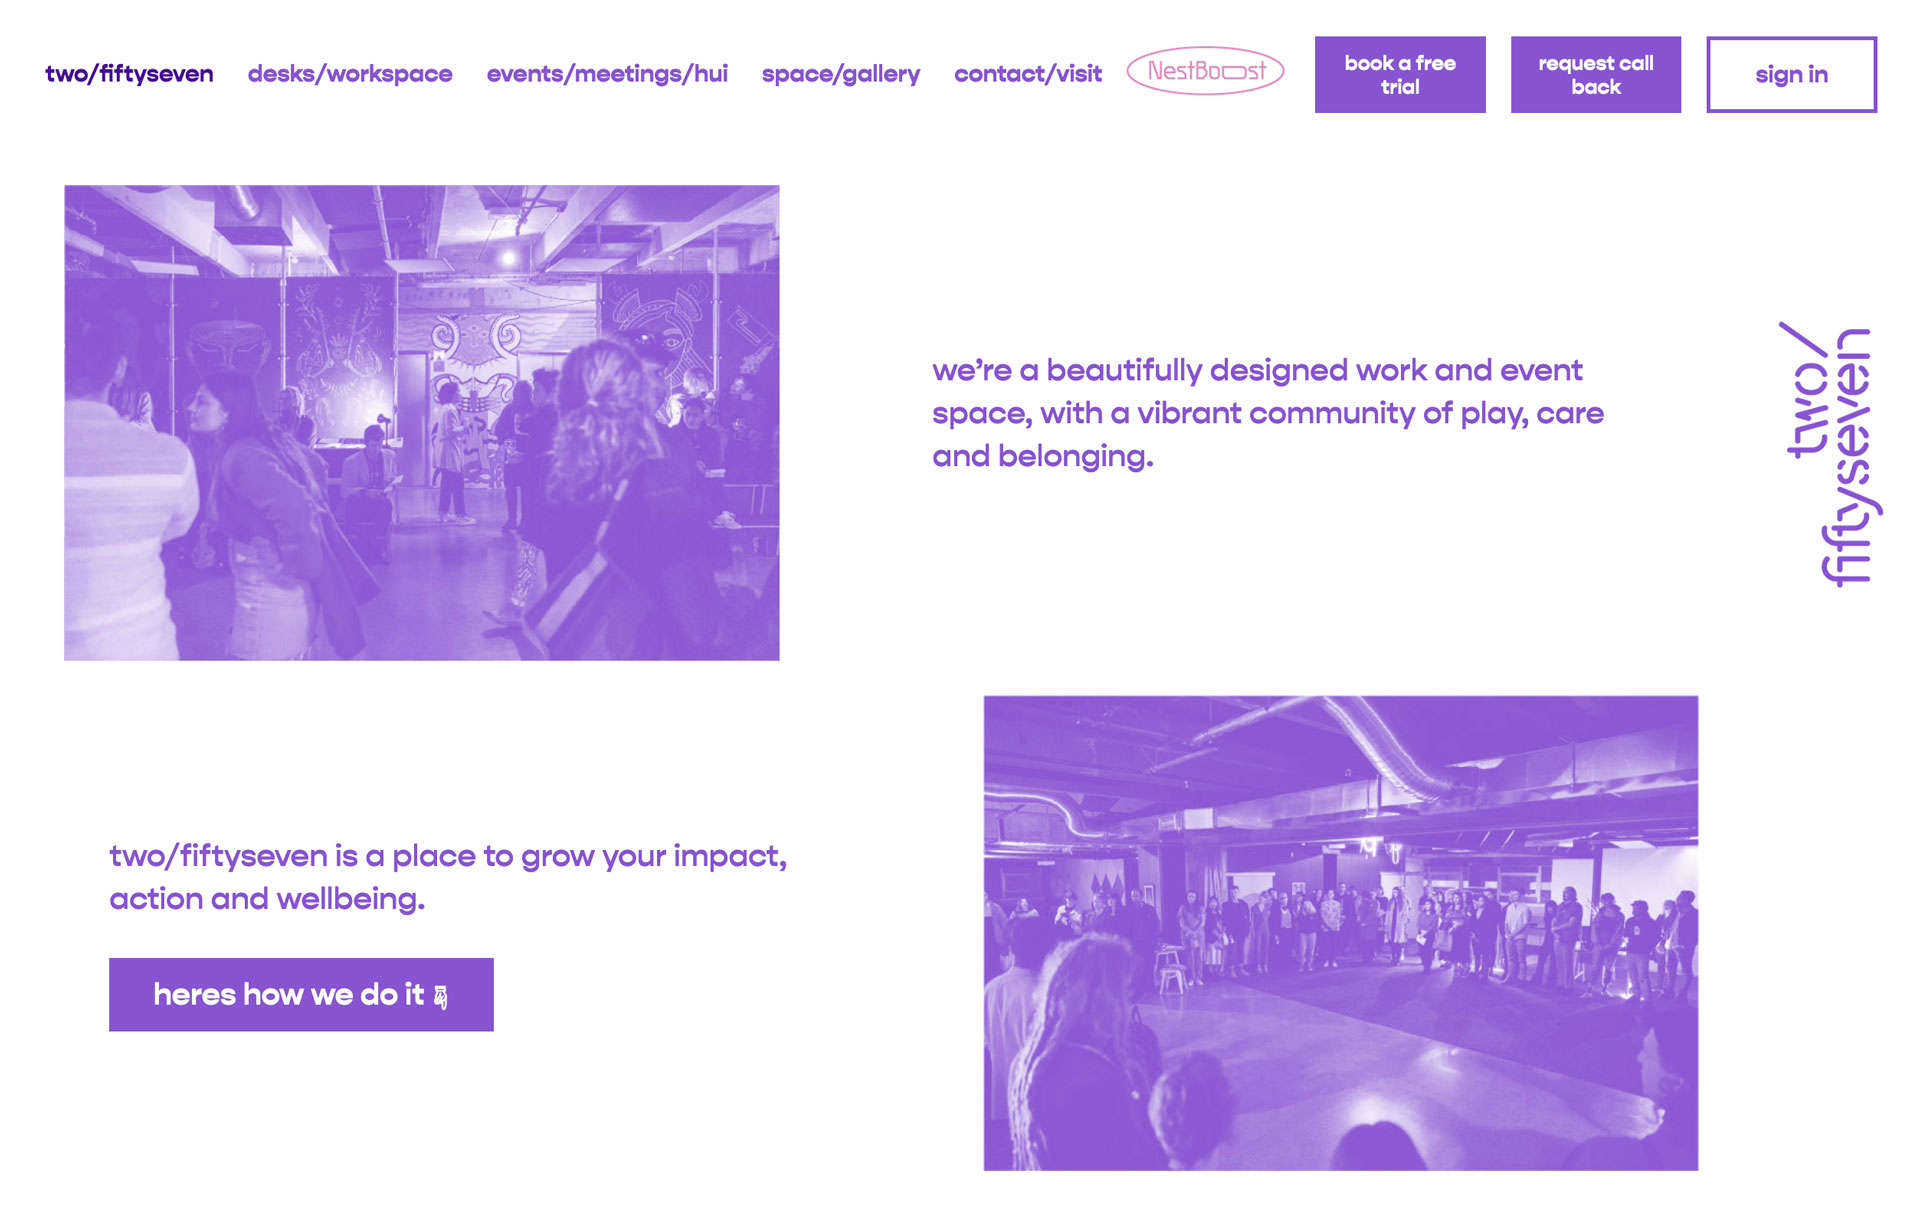 two/fiftyseven
desks/workspace
events/meetings/hui
space/gallery
contact/visit
NestBoost
book a free
trial
request call
back
sign in
we’re a beautifully designed work and event
space, with a vibrant community of play, care
and belonging.
two/
fiftyseven
two/fiftyseven is a place to grow your impact,
action and wellbeing.
heres how we do it